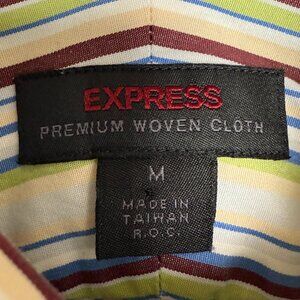 EXPRESS
PREMIUM WOVEN CLOTH
M
MADE IN
TAIWAN
R.O.C.